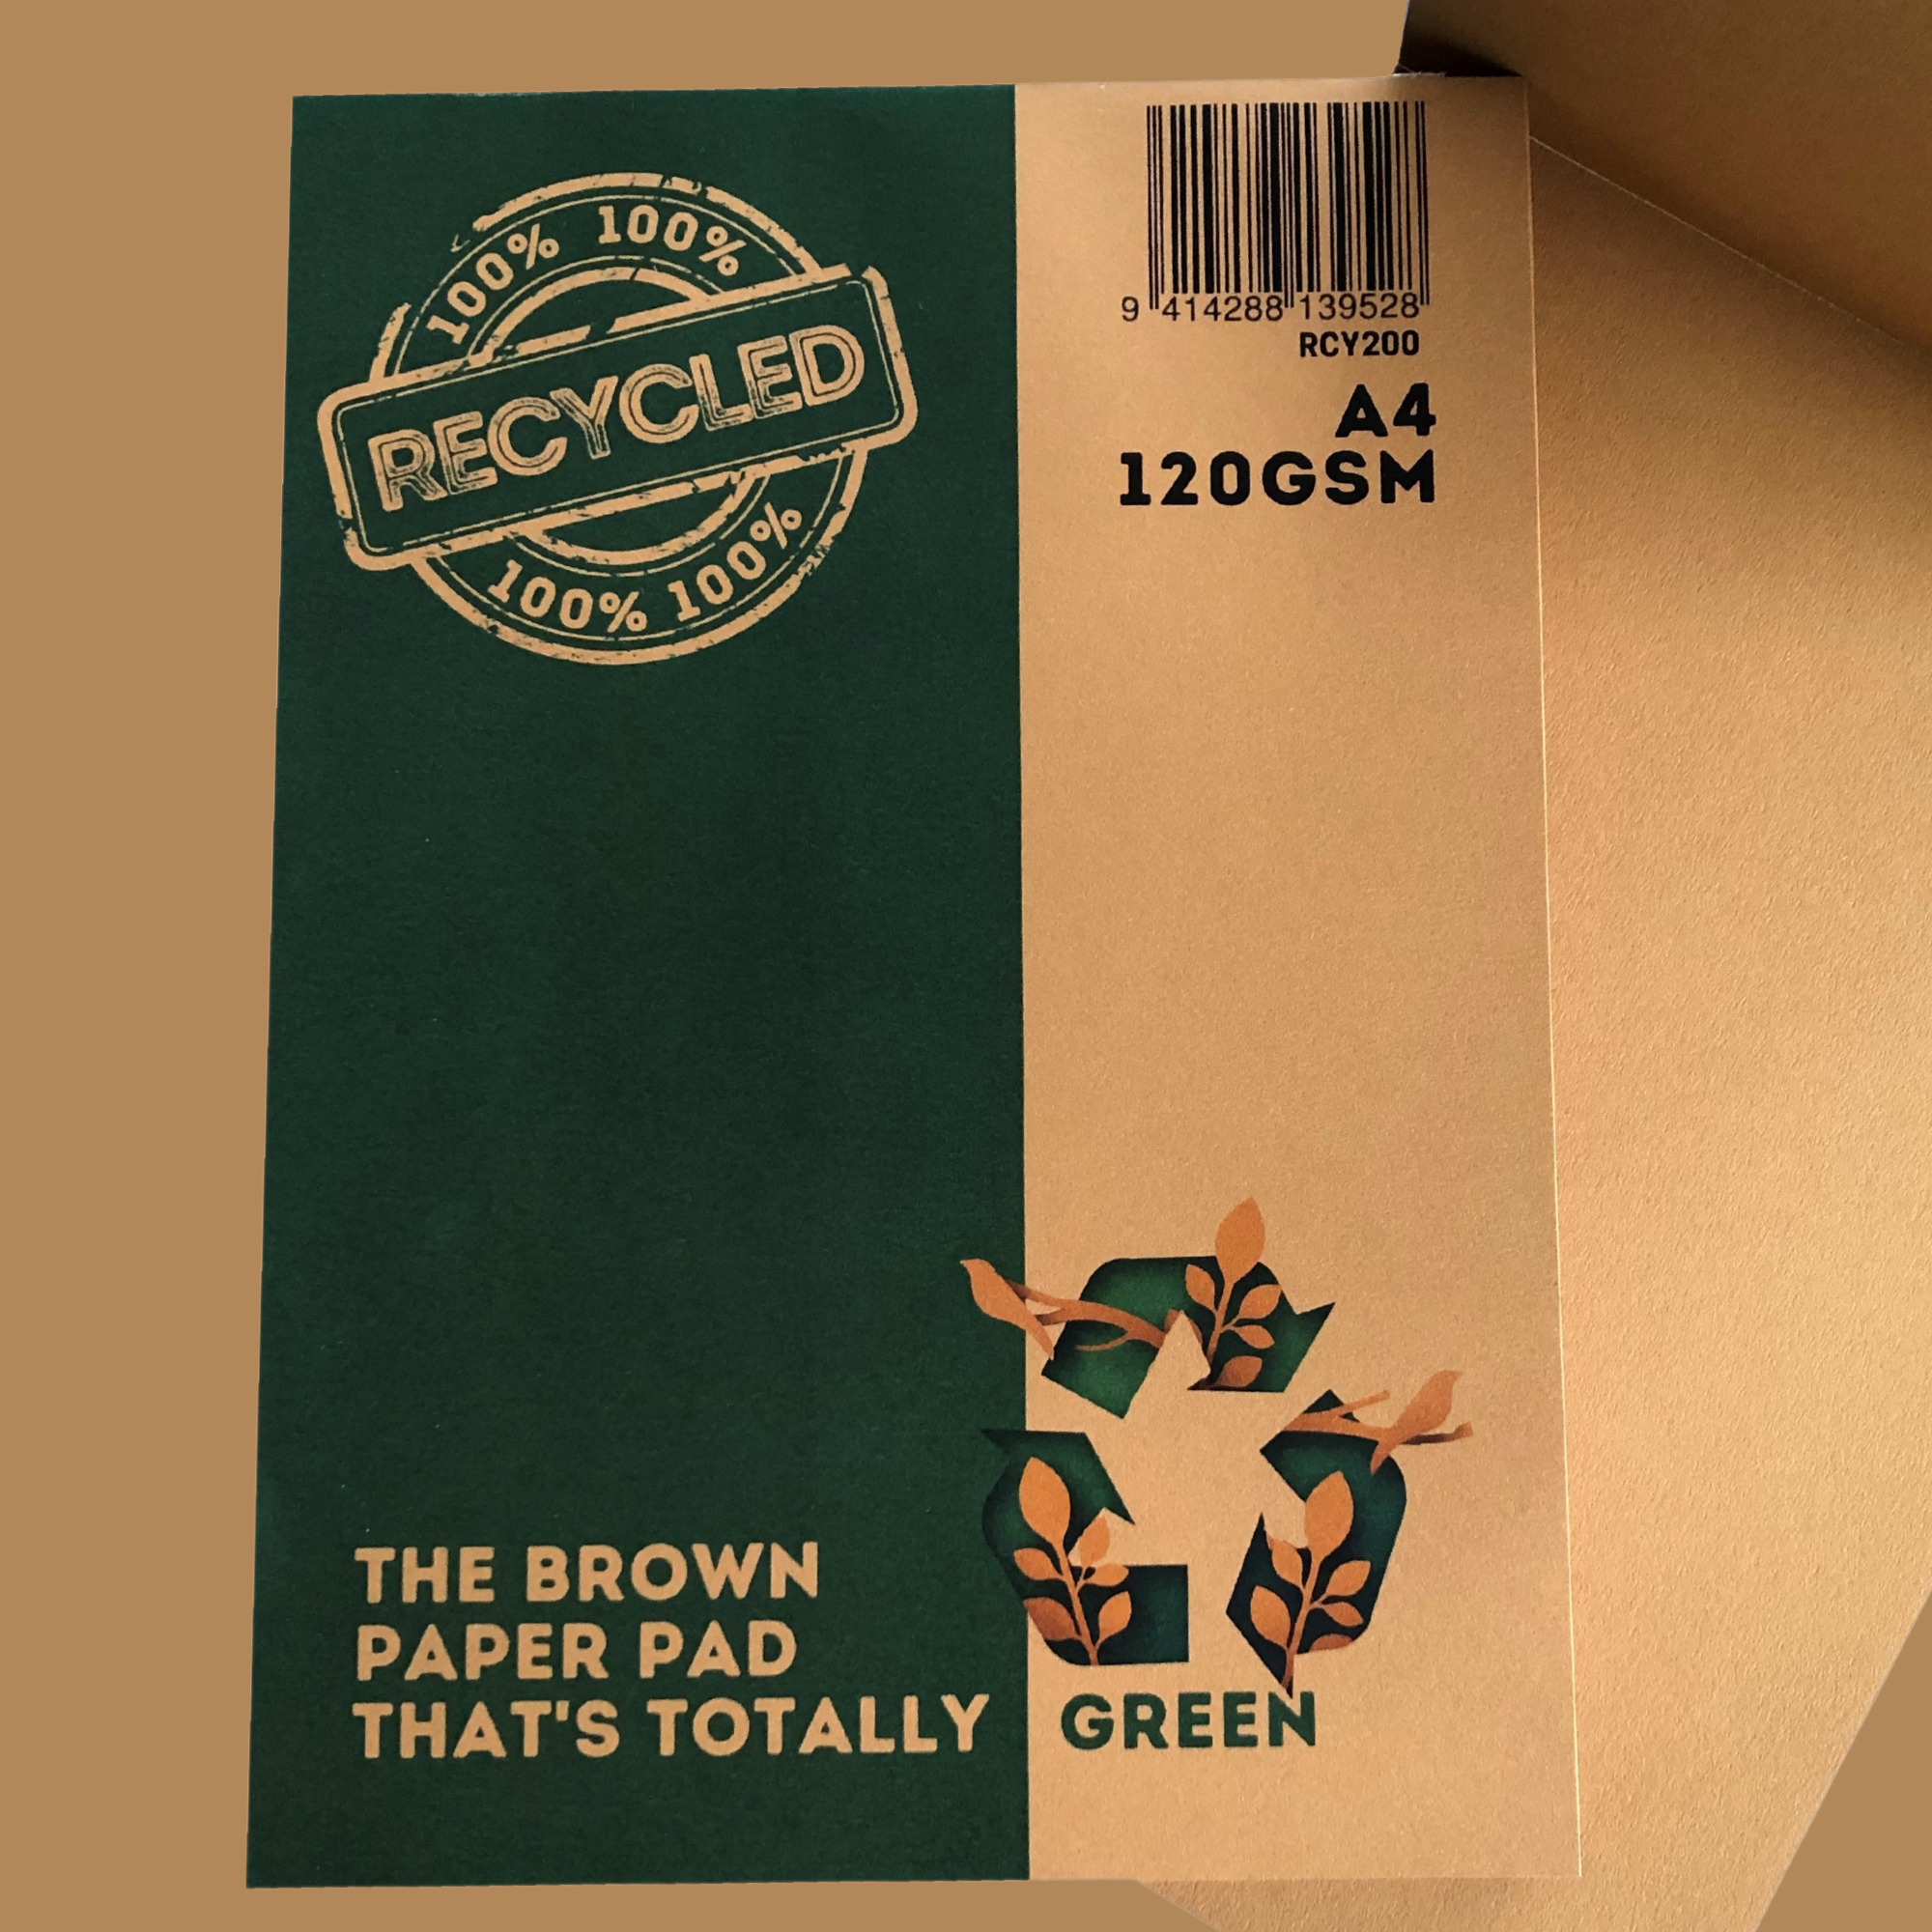 100% 100%
RECYCLED
100% 100%
9 414288 139528
RCY200
A4
120GSM
THE BROWN
PAPER PAD
THAT'S TOTALLY GREEN